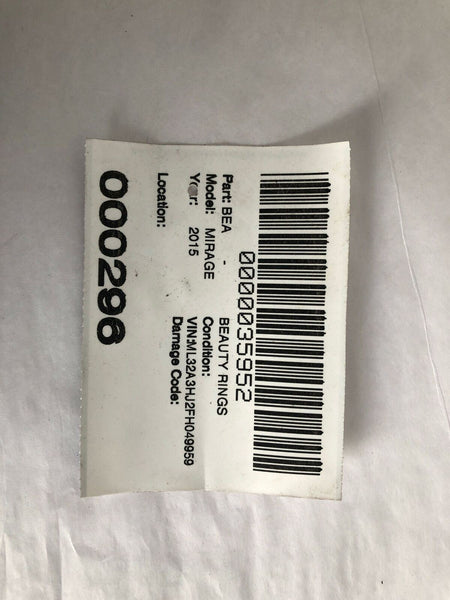 0000035952
Part: BEA - BEAUTY RINGS
Model: MIRAGE Condition:
Year: 2015 VIN:ML32A3HJ2FH049959
Damage Code:
Location:
000296